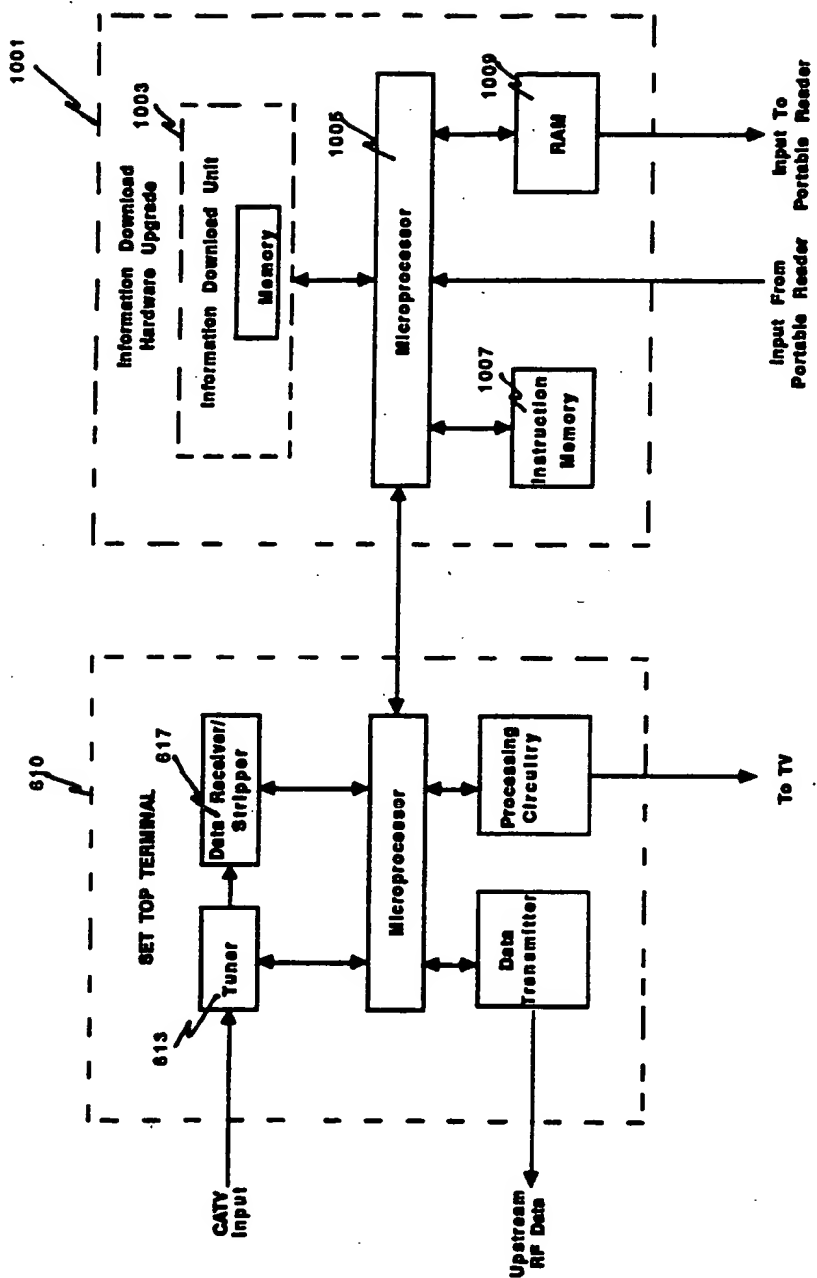 610
SET TOP TERMINAL
CATV
Input
613
Tuner
617
Data Receiver/
Stripper
Microprocessor
Data
Transmitter
Processing
Circuitry
Upstream
RF Data
To TV
1001
Information Download
Hardware Upgrade
1003
Information Download Unit
Memory
1005
Microprocessor
1007
Instruction
Memory
1009
RAM
Input From
Portable Reader
Input To
Portable Reader